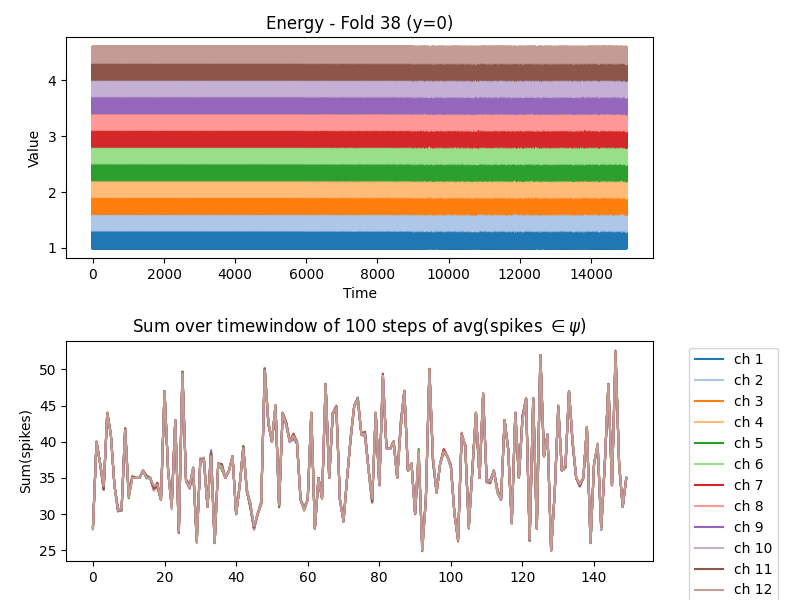 Energy - Fold 38 (y=0)
Value
4
3
2
1
0 2000 4000 6000 8000 10000 12000 14000
Time
Sum over timewindow of 100 steps of avg(spikes ∈ ψ)
Sum(spikes)
50
45
40
35
30
25
0 20 40 60 80 100 120 140
ch 1
ch 2
ch 3
ch 4
ch 5
ch 6
ch 7
ch 8
ch 9
ch 10
ch 11
ch 12